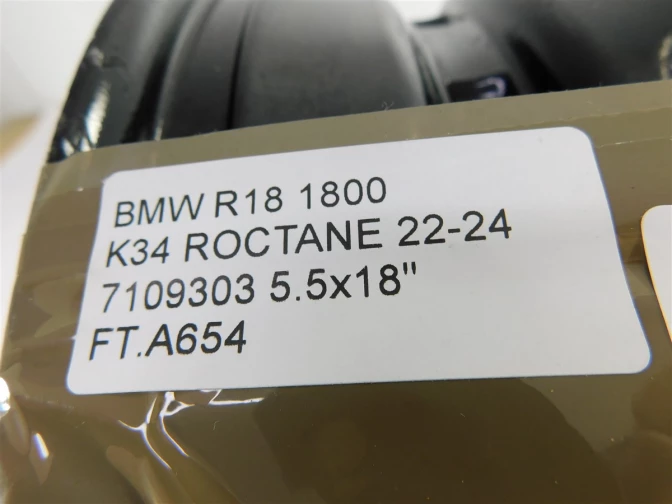 BMW R18 1800
K34 ROCTANE 22-24
7109303 5.5x18"
FT.A654